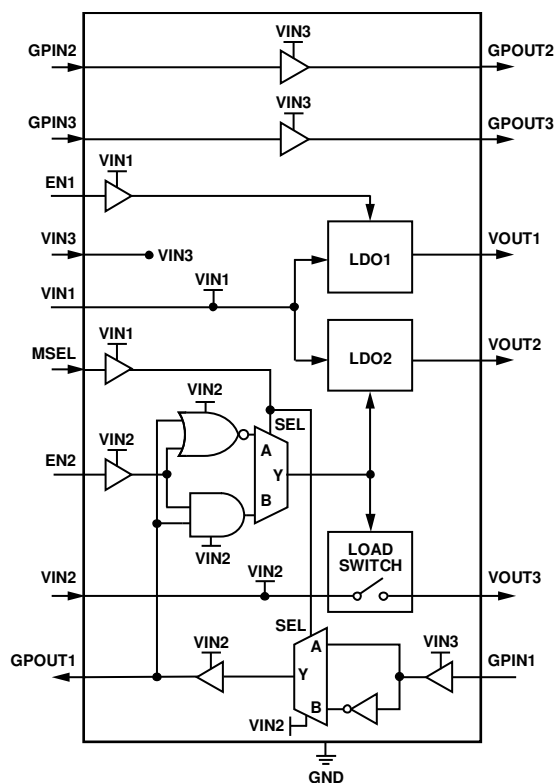 VIN3
GPIN2
GPOUT2
VIN3
GPIN3
GPOUT3
VIN1
EN1
VIN3
VIN3
LDO1
VOUT1
VIN1
VIN1
VIN1
MSEL
LDO2
VOUT2
VIN2
SEL
VIN2
A
EN2
Y
B
VIN2
LOAD
SWITCH
VIN2
VIN2
VOUT3
SEL
VIN2
A
VIN3
GPOUT1
Y
GPIN1
B
VIN2
GND